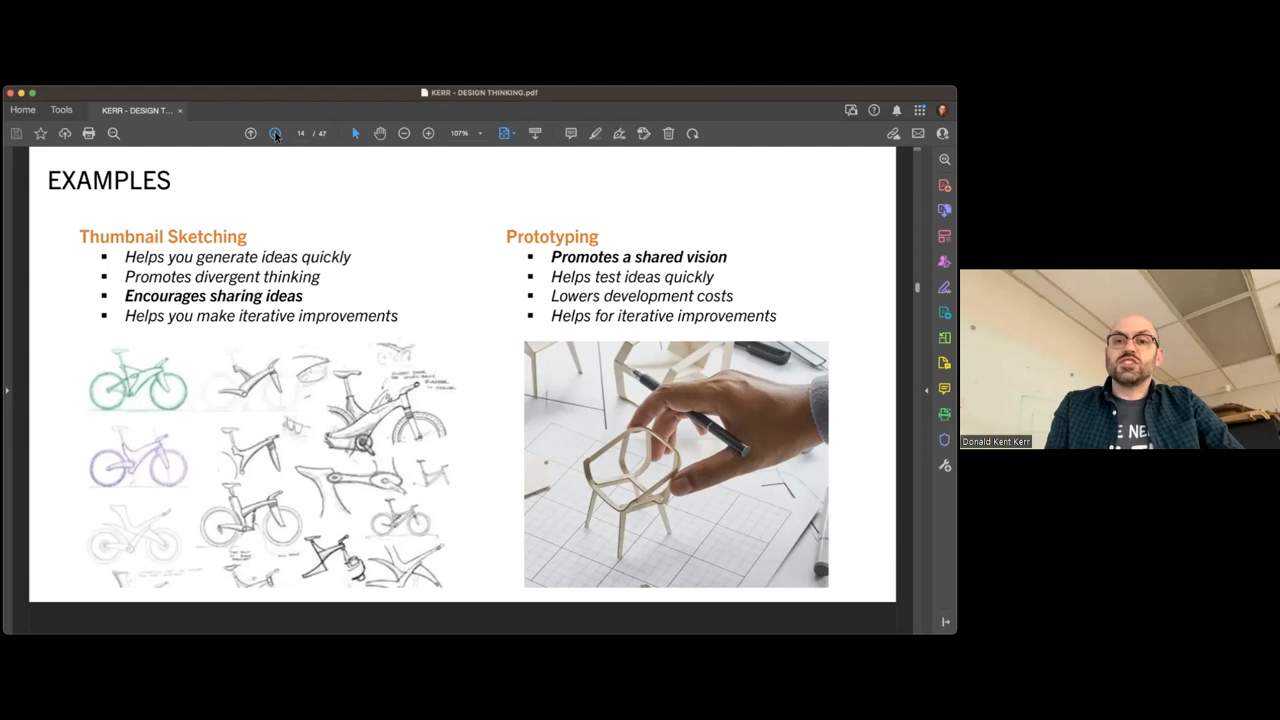 KERR - DESIGN THINKING.pdf
Home
Tools
KERR - DESIGN T... ×
14 / 47
107%
EXAMPLES
Thumbnail Sketching
▪ Helps you generate ideas quickly
▪ Promotes divergent thinking
▪ Encourages sharing ideas
▪ Helps you make iterative improvements
Prototyping
▪ Promotes a shared vision
▪ Helps test ideas quickly
▪ Lowers development costs
▪ Helps for iterative improvements
Donald Kent Kerr
E NE